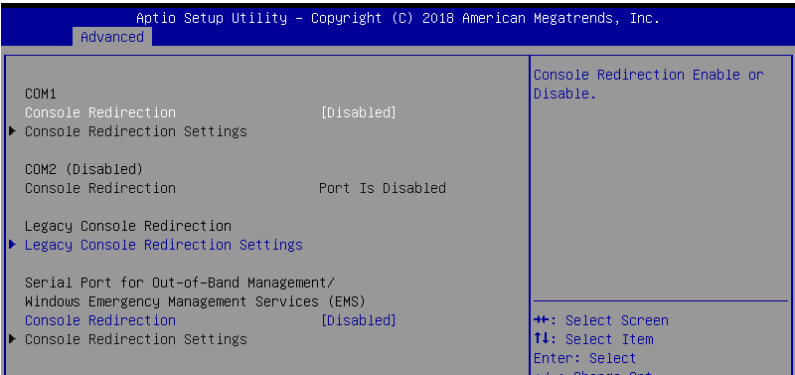 Aptio Setup Utility – Copyright (C) 2018 American Megatrends, Inc.
Advanced
COM1
Console Redirection [Disabled]
Console Redirection Settings
COM2 (Disabled)
Console Redirection Port Is Disabled
Legacy Console Redirection
Legacy Console Redirection Settings
Serial Port for Out-of-Band Management/
Windows Emergency Management Services (EMS)
Console Redirection [Disabled]
Console Redirection Settings
Console Redirection Enable or
Disable.
→←: Select Screen
↑↓: Select Item
Enter: Select